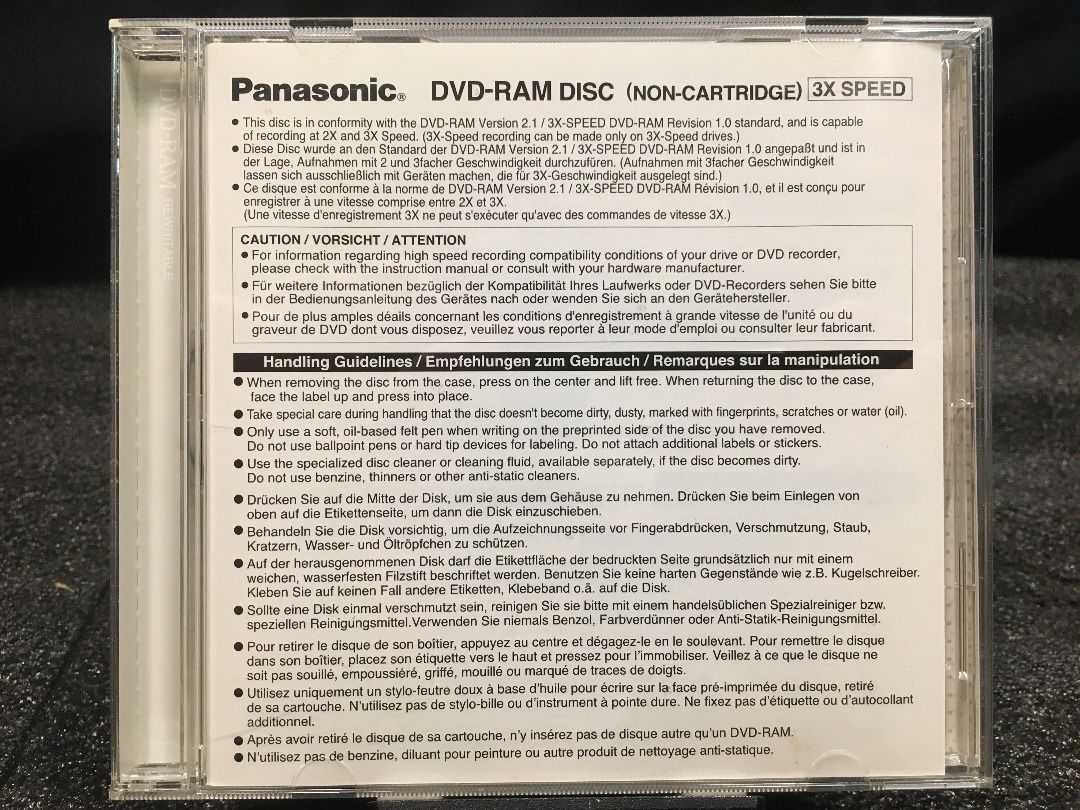 Panasonic® DVD-RAM DISC (NON-CARTRIDGE) 3X SPEED
● This disc is in conformity with the DVD-RAM Version 2.1 / 3X-SPEED DVD-RAM Revision 1.0 standard, and is capable
of recording at 2X and 3X Speed. (3X-Speed recording can be made only on 3X-Speed drives.)
● Diese Disc wurde an den Standard der DVD-RAM Version 2.1 / 3X-SPEED DVD-RAM Revision 1.0 angepaßt und ist in
der Lage, Aufnahmen mit 2 und 3facher Geschwindigkeit durchzufüren. (Aufnahmen mit 3facher Geschwindigkeit
lassen sich ausschließlich mit Geräten machen, die für 3X-Geschwindigkeit ausgelegt sind.)
● Ce disque est conforme à la norme de DVD-RAM Version 2.1 / 3X-SPEED DVD-RAM Révision 1.0, et il est conçu pour
enregistrer à une vitesse comprise entre 2X et 3X.
(Une vitesse d'enregistrement 3X ne peut s'exécuter qu'avec des commandes de vitesse 3X.)
CAUTION / VORSICHT / ATTENTION
● For information regarding high speed recording compatibility conditions of your drive or DVD recorder,
please check with the instruction manual or consult with your hardware manufacturer.
● Für weitere Informationen bezüglich der Kompatibilität Ihres Laufwerks oder DVD-Recorders sehen Sie bitte
in der Bedienungsanleitung des Gerätes nach oder wenden Sie sich an den Gerätehersteller.
● Pour de plus amples déails concernant les conditions d'enregistrement à grande vitesse de l'unité ou du
graveur de DVD dont vous disposez, veuillez vous reporter à leur mode d'emploi ou consulter leur fabricant.
Handling Guidelines / Empfehlungen zum Gebrauch / Remarques sur la manipulation
● When removing the disc from the case, press on the center and lift free. When returning the disc to the case,
face the label up and press into place.
● Take special care during handling that the disc doesn't become dirty, dusty, marked with fingerprints, scratches or water (oil).
● Only use a soft, oil-based felt pen when writing on the preprinted side of the disc you have removed.
Do not use ballpoint pens or hard tip devices for labeling. Do not attach additional labels or stickers.
● Use the specialized disc cleaner or cleaning fluid, available separately, if the disc becomes dirty.
Do not use benzine, thinners or other anti-static cleaners.
● Drücken Sie auf die Mitte der Disk, um sie aus dem Gehäuse zu nehmen. Drücken Sie beim Einlegen von
oben auf die Etikettenseite, um dann die Disk einzuschieben.
● Behandeln Sie die Disk vorsichtig, um die Aufzeichnungsseite vor Fingerabdrücken, Verschmutzung, Staub,
Kratzern, Wasser- und Öltröpfchen zu schützen.
● Auf der herausgenommenen Disk darf die Etikettfläche der bedruckten Seite grundsätzlich nur mit einem
weichen, wasserfesten Filzstift beschriftet werden. Benutzen Sie keine harten Gegenstände wie z.B. Kugelschreiber.
Kleben Sie auf keinen Fall andere Etiketten, Klebeband o.ä. auf die Disk.
● Sollte eine Disk einmal verschmutzt sein, reinigen Sie sie bitte mit einem handelsüblichen Spezialreiniger bzw.
speziellen Reinigungsmittel.Verwenden Sie niemals Benzol, Farbverdünner oder Anti-Statik-Reinigungsmittel.
● Pour retirer le disque de son boîtier, appuyez au centre et dégagez-le en le soulevant. Pour remettre le disque
dans son boîtier, placez son étiquette vers le haut et pressez pour l'immobiliser. Veillez à ce que le disque ne
soit pas souillé, empoussiéré, griffé, mouillé ou marqué de traces de doigts.
● Utilisez uniquement un stylo-feutre doux à base d'huile pour écrire sur la face pré-imprimée du disque, retiré
de sa cartouche. N'utilisez pas de stylo-bille ou d'instrument à pointe dure. Ne fixez pas d'étiquette ou d'autocollant
additionnel.
● Après avoir retiré le disque de sa cartouche, n'y insérez pas de disque autre qu'un DVD-RAM.
● N'utilisez pas de benzine, diluant pour peinture ou autre produit de nettoyage anti-statique.
DVD-RAM REWRITABLE